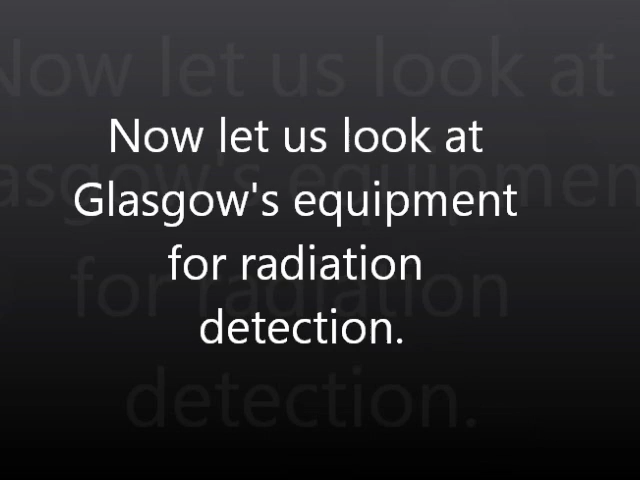 Now let us look at
Glasgow's equipment
for radiation
detection.